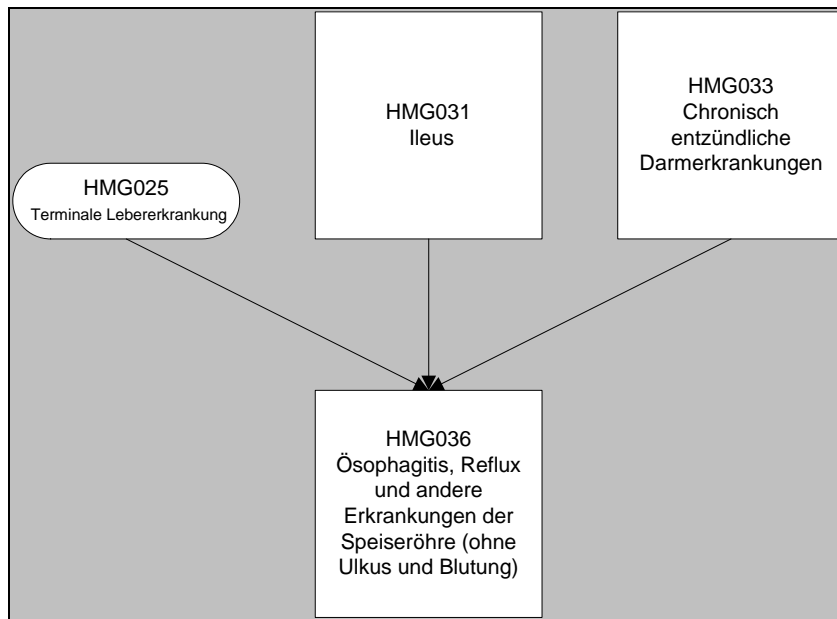 HMG025
Terminale Lebererkrankung
HMG031
Ileus
HMG033
Chronisch
entzündliche
Darmerkrankungen
HMG036
Ösophagitis, Reflux
und andere
Erkrankungen der
Speiseröhre (ohne
Ulkus und Blutung)